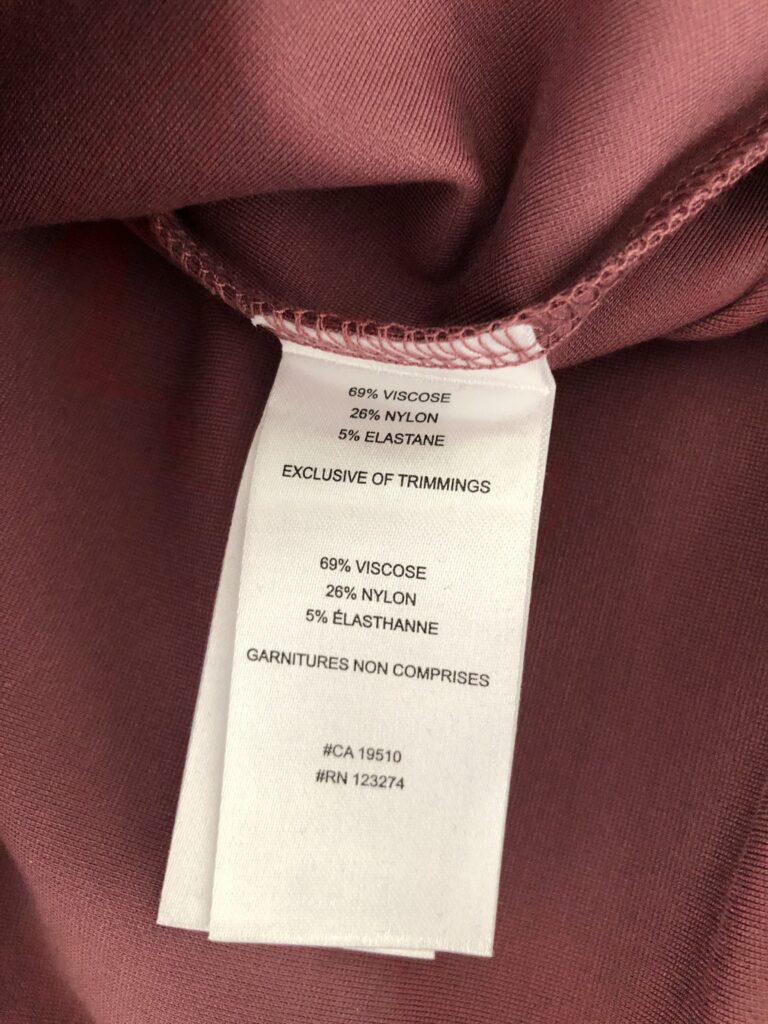 69% VISCOSE
26% NYLON
5% ELASTANE
EXCLUSIVE OF TRIMMINGS
69% VISCOSE
26% NYLON
5% ÉLASTHANNE
GARNITURES NON COMPRISES
#CA 19510
#RN 123274